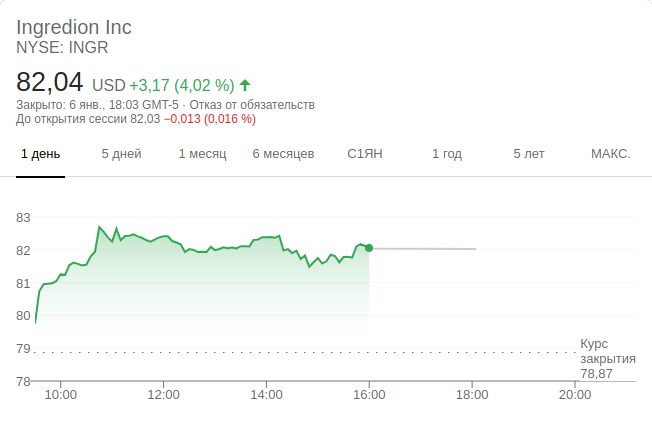 Ingredion Inc
NYSE: INGR
82,04 USD +3,17 (4,02 %)
Закрыто: 6 янв., 18:03 GMT-5 · Отказ от обязательств
До открытия сессии 82,03 −0,013 (0,016 %)
1 день 5 дней 1 месяц 6 месяцев С1ЯН 1 год 5 лет МАКС.
83
82
81
80
79
78
Курс
закрытия
78,87
10:00 12:00 14:00 16:00 18:00 20:00